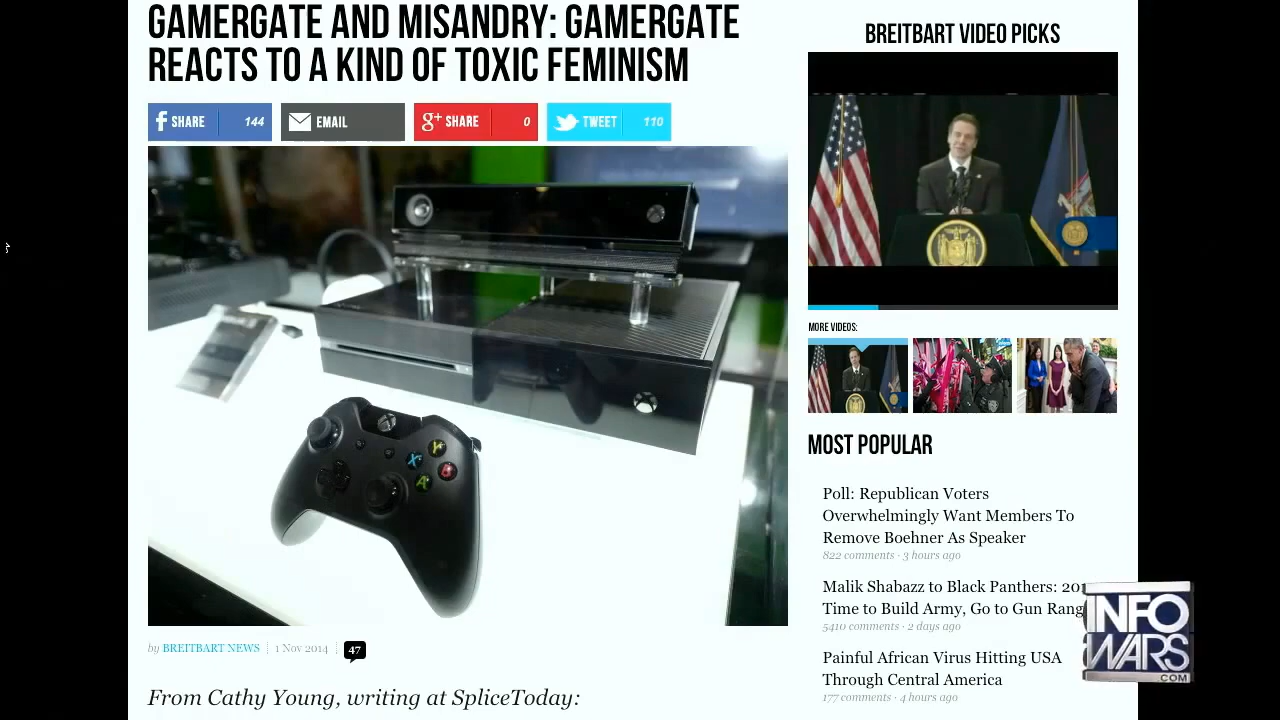 GAMERGATE AND MISANDRY: GAMERGATE
REACTS TO A KIND OF TOXIC FEMINISM
SHARE 144
EMAIL
SHARE 0
TWEET 110
by BREITBART NEWS 1 Nov 2014 47
From Cathy Young, writing at SpliceToday:
BREITBART VIDEO PICKS
MORE VIDEOS:
MOST POPULAR
Poll: Republican Voters
Overwhelmingly Want Members To
Remove Boehner As Speaker
822 comments · 3 hours ago
Malik Shabazz to Black Panthers:
Time to Build Army, Go to Gun
5410 comments · 2 days ago
Painful African Virus Hitting USA
Through Central America
177 comments · 4 hours ago
INFO
WARS
.COM